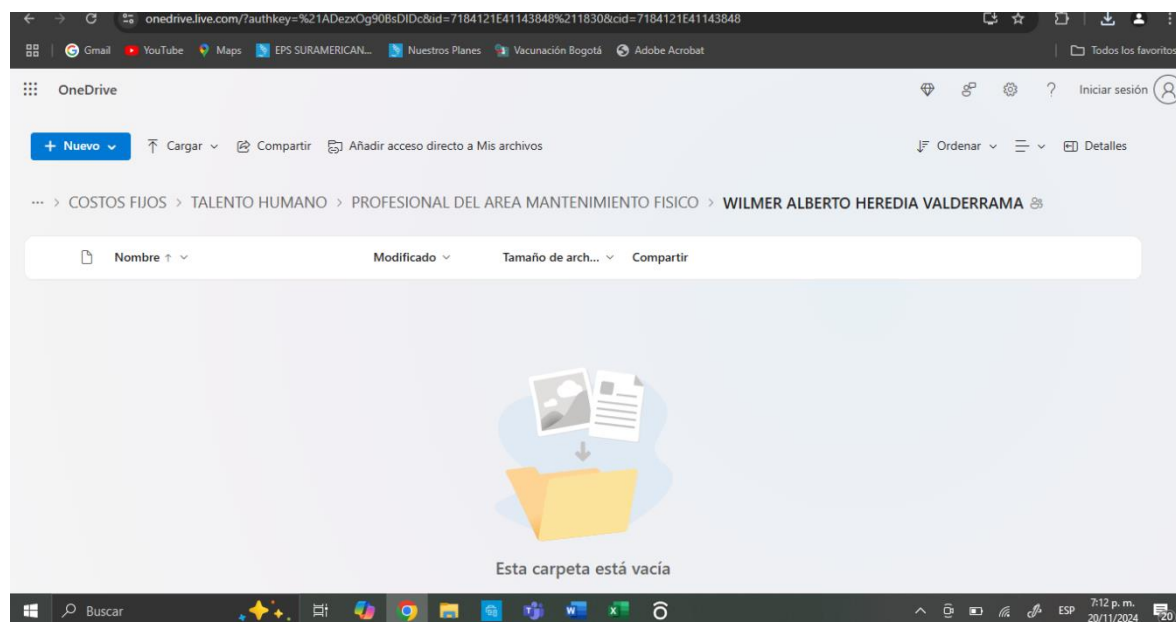 onedrive.live.com/?authkey=%21ADezxOg90BsDIDc&id=7184121E41143848%211830&cid=7184121E41143848
Gmail YouTube Maps EPS SURAMERICAN... Nuestros Planes Vacunación Bogotá Adobe Acrobat Todos los favoritos
OneDrive ? Iniciar sesión
+ Nuevo Cargar Compartir Añadir acceso directo a Mis archivos Ordenar Detalles
... > COSTOS FIJOS > TALENTO HUMANO > PROFESIONAL DEL AREA MANTENIMIENTO FISICO > WILMER ALBERTO HEREDIA VALDERRAMA
Nombre ↑ Modificado Tamaño de arch... Compartir
Esta carpeta está vacía
Buscar ESP 7:12 p. m.
20/11/2024 20